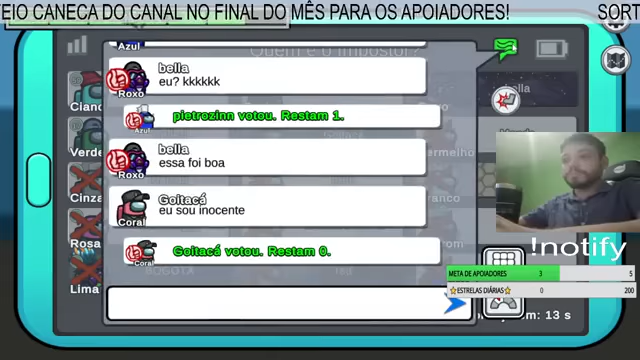 TEIO CANECA DO CANAL NO FINAL DO MÊS PARA OS APOIADORES!
SORT
Quem é o impostor?
Azul
bella
eu? kkkkkk
Roxo
Ciano
pietrozinn votou. Restam 1.
Azul
Verde
bella
essa foi boa
Roxo
Cinza
Goitacá
eu sou inocente
Coral
Rosa
Goitacá votou. Restam 0.
Coral
Lima
!notify
META DE APOIADORES 3 5
⭐ESTRELAS DIÁRIAS⭐ 0 200
em: 13 s